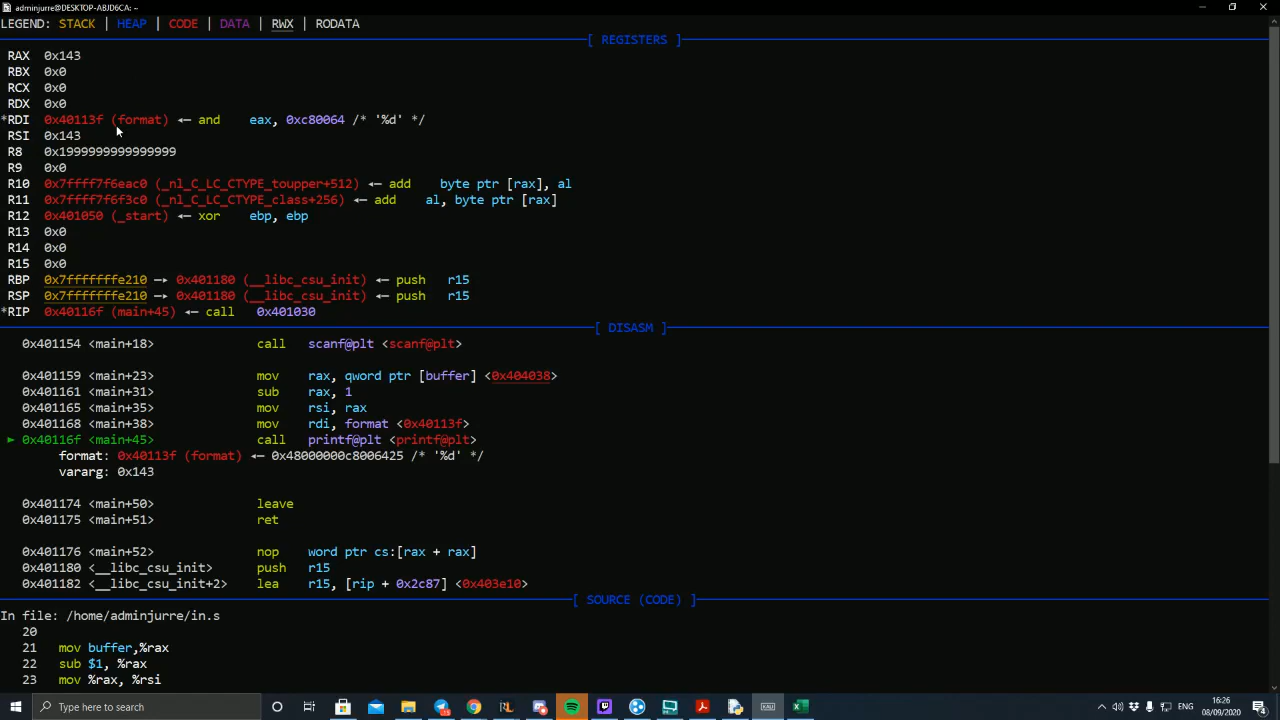 adminjurre@DESKTOP-ABJD6CA: ~
LEGEND: STACK | HEAP | CODE | DATA | RWX | RODATA
[ REGISTERS ]
RAX 0x143
RBX 0x0
RCX 0x0
RDX 0x0
*RDI 0x40113f (format) ◂— and eax, 0xc80064 /* '%d' */
RSI 0x143
R8 0x1999999999999999
R9 0x0
R10 0x7ffff7f6eac0 (_nl_C_LC_CTYPE_toupper+512) ◂— add byte ptr [rax], al
R11 0x7ffff7f6f3c0 (_nl_C_LC_CTYPE_class+256) ◂— add al, byte ptr [rax]
R12 0x401050 (_start) ◂— xor ebp, ebp
R13 0x0
R14 0x0
R15 0x0
RBP 0x7fffffffe210 —▸ 0x401180 (__libc_csu_init) ◂— push r15
RSP 0x7fffffffe210 —▸ 0x401180 (__libc_csu_init) ◂— push r15
*RIP 0x40116f (main+45) ◂— call 0x401030
[ DISASM ]
0x401154 <main+18> call scanf@plt <scanf@plt>
0x401159 <main+23> mov rax, qword ptr [buffer] <0x404038>
0x401161 <main+31> sub rax, 1
0x401165 <main+35> mov rsi, rax
0x401168 <main+38> mov rdi, format <0x40113f>
► 0x40116f <main+45> call printf@plt <printf@plt>
format: 0x40113f (format) ◂— 0x48000000c8006425 /* '%d' */
vararg: 0x143
0x401174 <main+50> leave
0x401175 <main+51> ret
0x401176 <main+52> nop word ptr cs:[rax + rax]
0x401180 <__libc_csu_init> push r15
0x401182 <__libc_csu_init+2> lea r15, [rip + 0x2c87] <0x403e10>
[ SOURCE (CODE) ]
In file: /home/adminjurre/in.s
20
21 mov buffer,%rax
22 sub $1, %rax
23 mov %rax, %rsi
Type here to search
KALI
ENG
16:26
08/09/2020